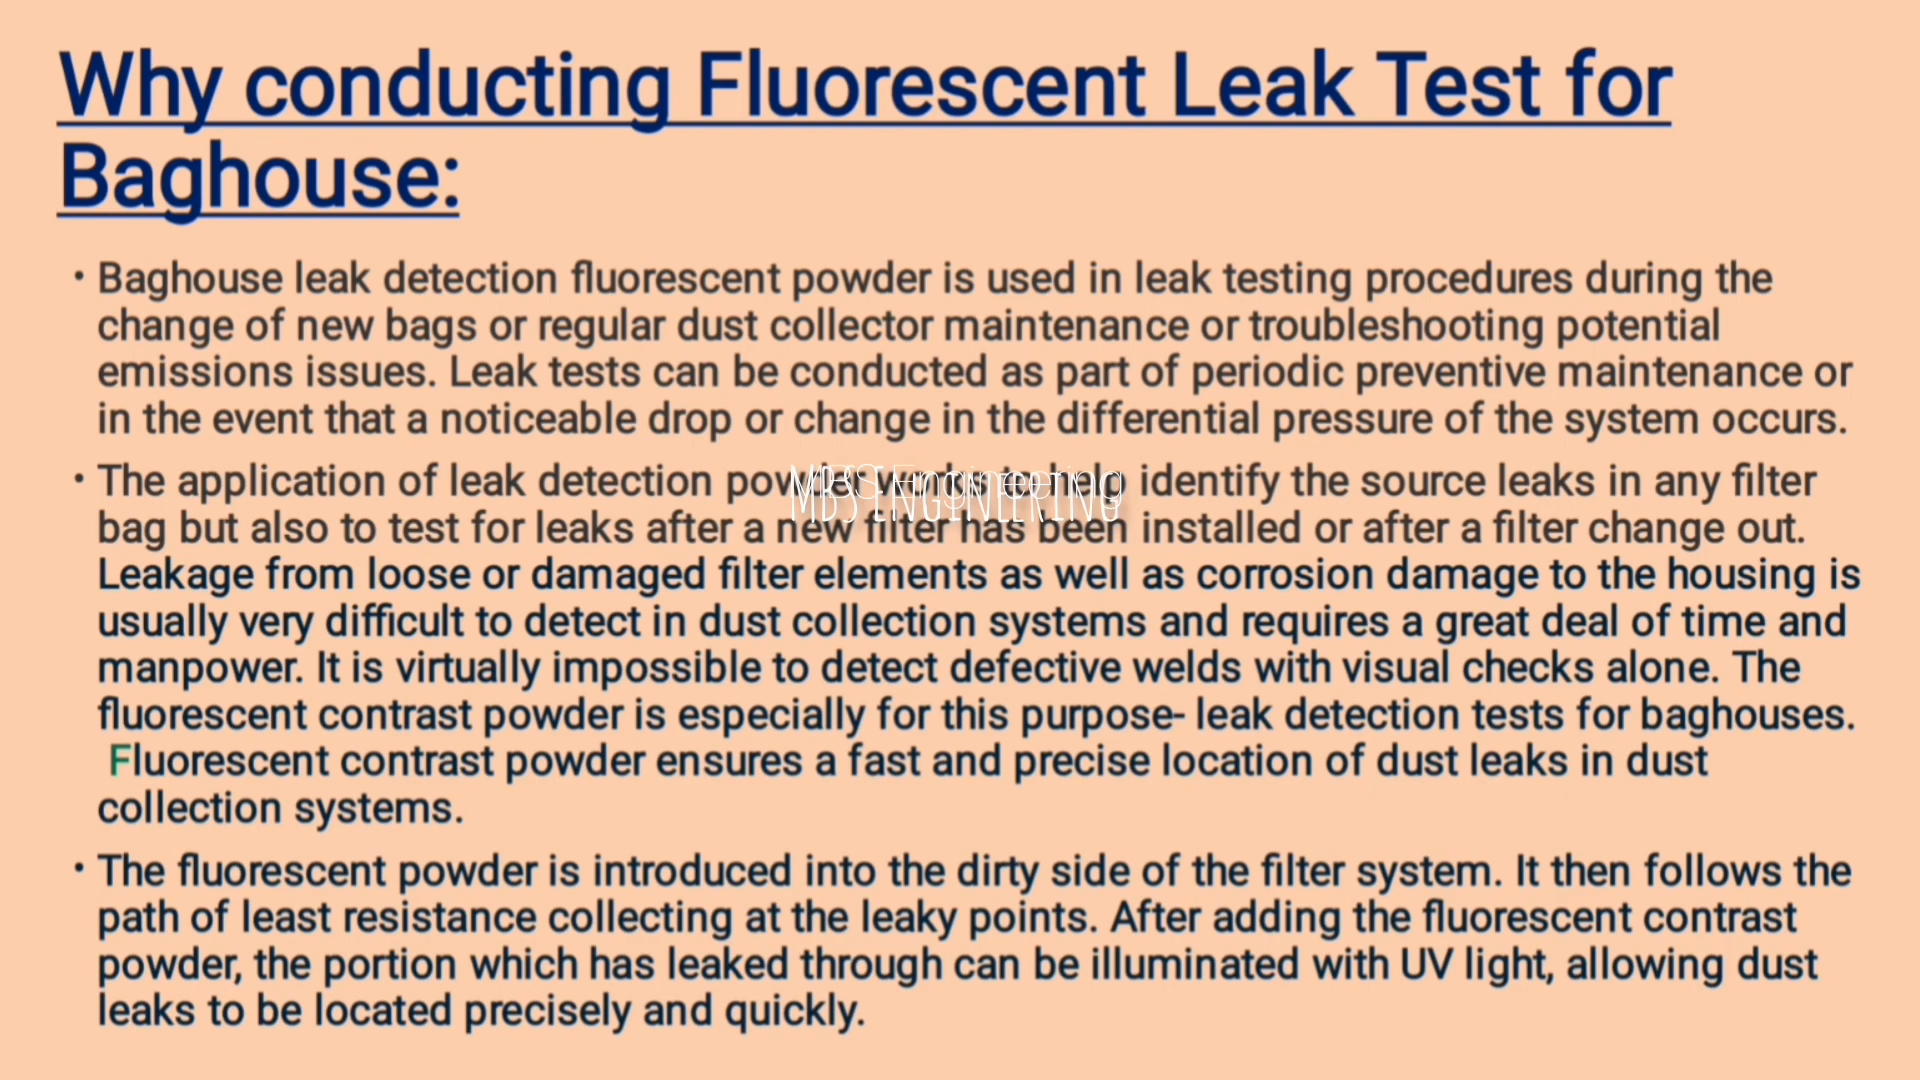 Why conducting Fluorescent Leak Test for
Baghouse:
• Baghouse leak detection fluorescent powder is used in leak testing procedures during the
change of new bags or regular dust collector maintenance or troubleshooting potential
emissions issues. Leak tests can be conducted as part of periodic preventive maintenance or
in the event that a noticeable drop or change in the differential pressure of the system occurs.
• The application of leak detection identify the source leaks in any filter
MBS ENGINEERING
bag but also to test for leaks after a new filter has been installed or after a filter change out.
Leakage from loose or damaged filter elements as well as corrosion damage to the housing is
usually very difficult to detect in dust collection systems and requires a great deal of time and
manpower. It is virtually impossible to detect defective welds with visual checks alone. The
fluorescent contrast powder is especially for this purpose- leak detection tests for baghouses.
Fluorescent contrast powder ensures a fast and precise location of dust leaks in dust
collection systems.
• The fluorescent powder is introduced into the dirty side of the filter system. It then follows the
path of least resistance collecting at the leaky points. After adding the fluorescent contrast
powder, the portion which has leaked through can be illuminated with UV light, allowing dust
leaks to be located precisely and quickly.